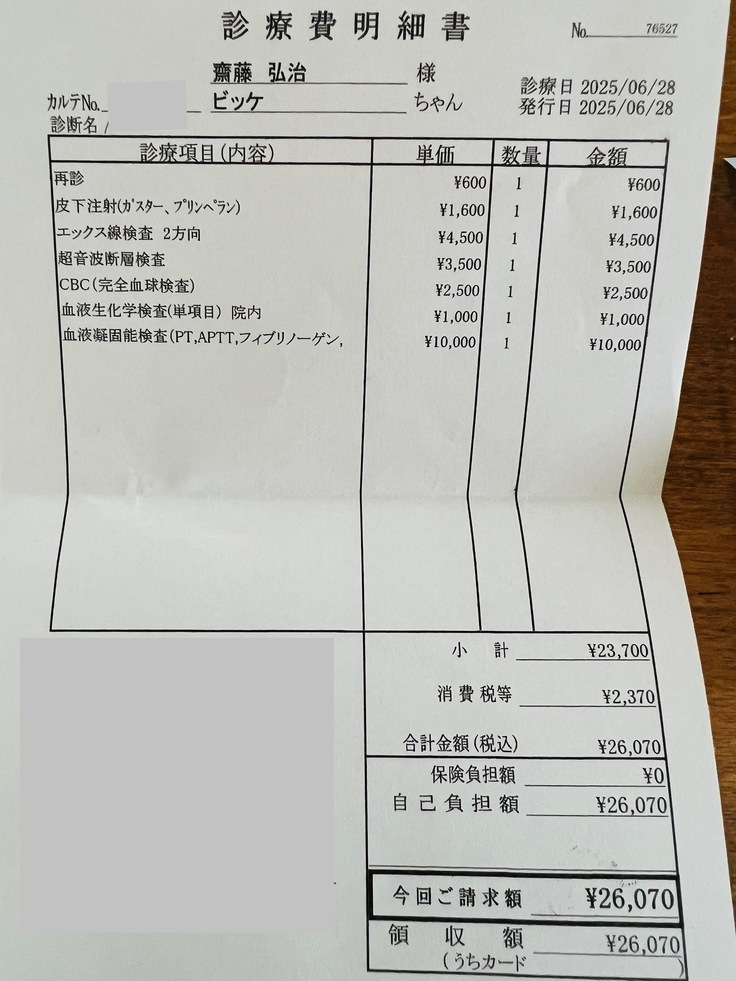 診療費明細書
No. 76527
齋藤 弘治 様
カルテNo.
ビッケ ちゃん
診療日 2025/06/28
発行日 2025/06/28
診断名 /
診療項目(内容) 単価 数量 金額
再診 ¥600 1 ¥600
皮下注射(ｶﾞｽﾀｰ、ﾌﾟﾘﾝﾍﾟﾗﾝ) ¥1,600 1 ¥1,600
エックス線検査 2方向 ¥4,500 1 ¥4,500
超音波断層検査 ¥3,500 1 ¥3,500
CBC(完全血球検査) ¥2,500 1 ¥2,500
血液生化学検査(単項目) 院内 ¥1,000 1 ¥1,000
血液凝固能検査(PT,APTT,フィブリノーゲン, ¥10,000 1 ¥10,000
小計 ¥23,700
消費税等 ¥2,370
合計金額(税込) ¥26,070
保険負担額 ¥0
自己負担額 ¥26,070
今回ご請求額 ¥26,070
領収額 ¥26,070
(うちカード )